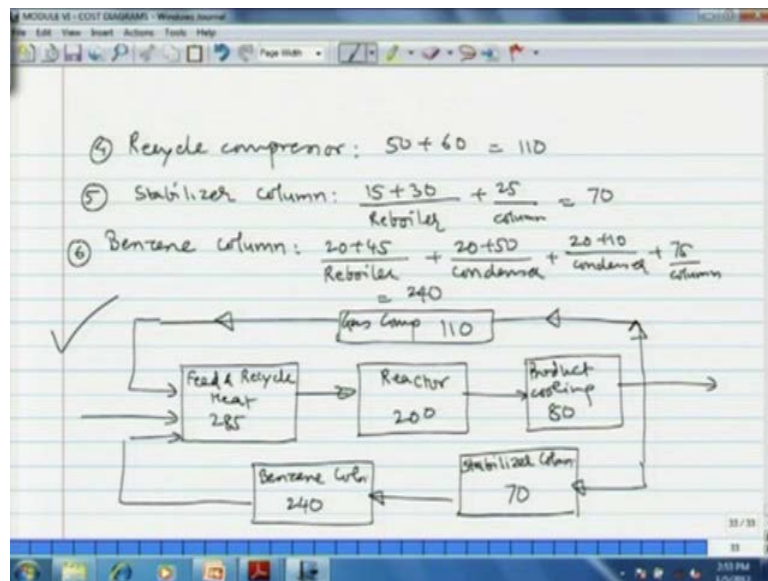 MODULE VI - COST DIAGRAMS - Windows Journal
File Edit View Insert Actions Tools Help
Page Width
④ Recycle compressor: 50 + 60 = 110
⑤ Stabilizer column: 15 + 30 / Reboiler + 25 / column = 70
⑥ Benzene column: 20+45 / Reboiler + 20+50 / condenser + 20+10 / condenser + 75 / column
= 240
Gas Comp 110
Feed & Recycle Heat 285
Reactor 200
Product cooling 80
Benzene Coln 240
Stabilizer Column 70
33 / 33
33
2:53 PM